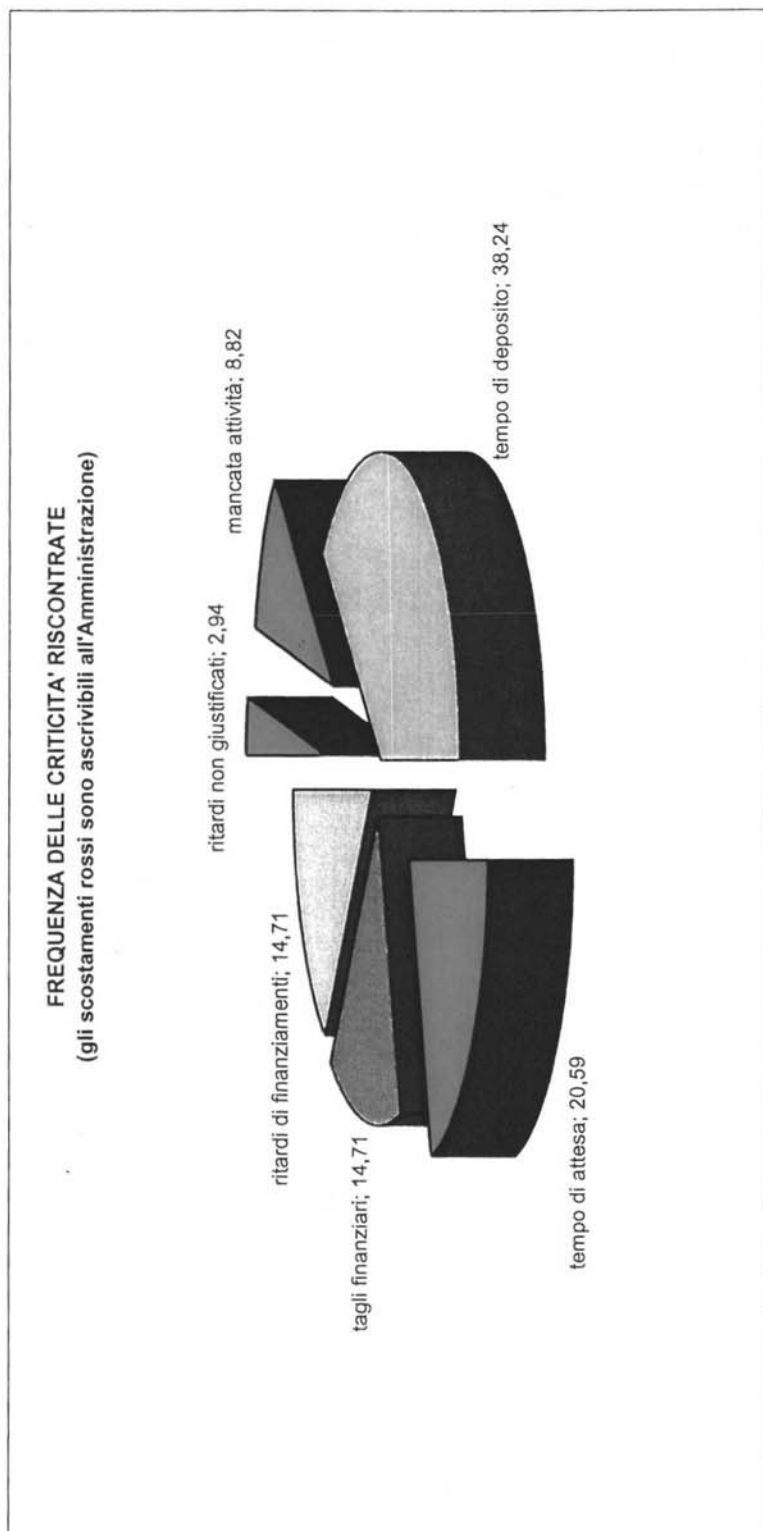 FREQUENZA DELLE CRITICITA' RISCONTRATE
(gli scostamenti rossi sono ascrivibili all'Amministrazione)
ritardi non giustificati; 2,94
mancata attività; 8,82
ritardi di finanziamenti; 14,71
tagli finanziari; 14,71
tempo di deposito; 38,24
tempo di attesa; 20,59